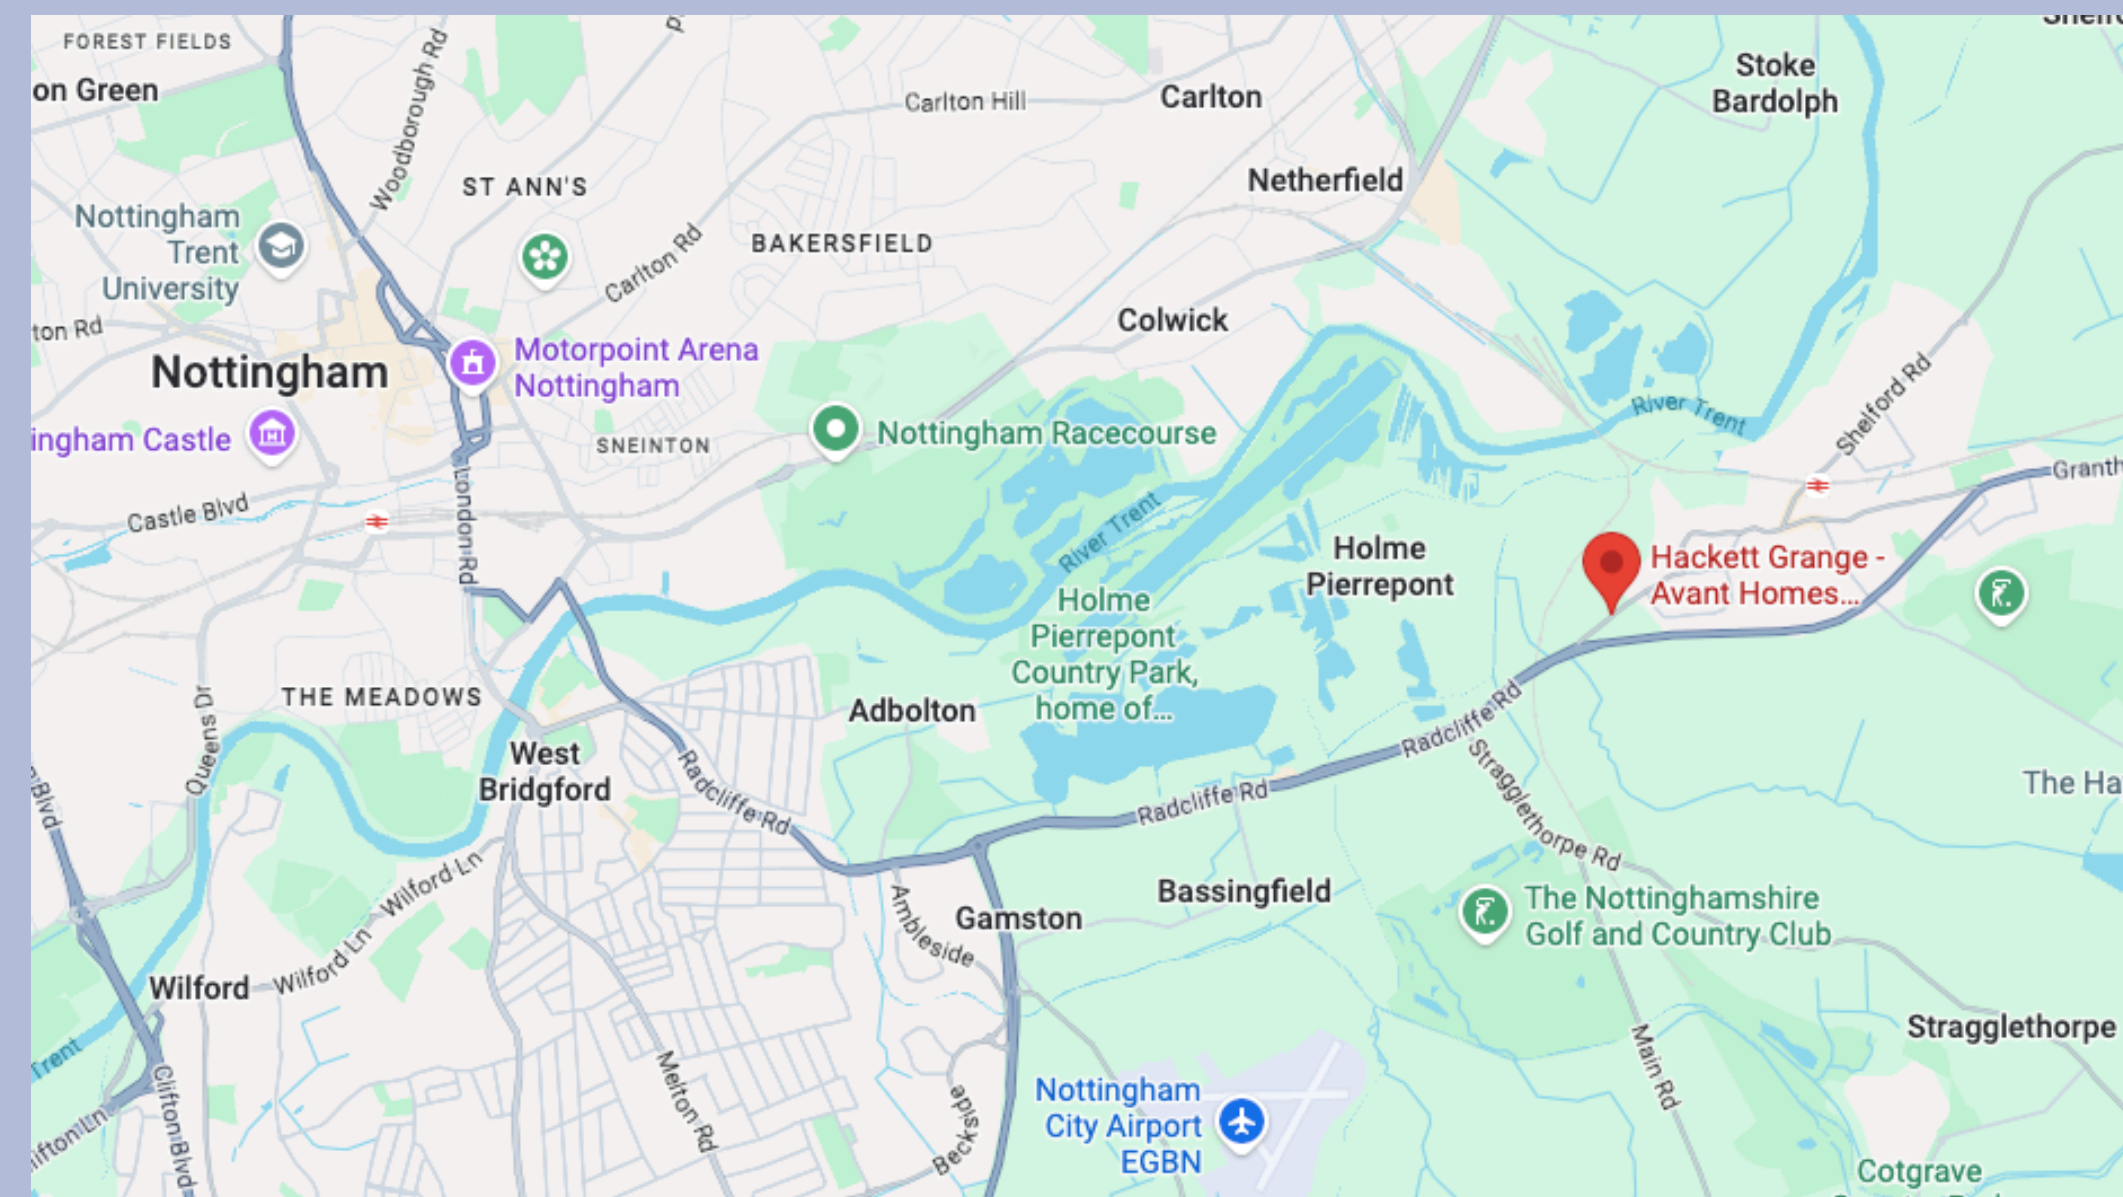 FOREST FIELDS
on Green
Woodborough Rd
Carlton Hill
Carlton
Stoke
Bardolph
Netherfield
ST ANN'S
Nottingham
Trent
University
BAKERSFIELD
Carlton Rd
Colwick
ton Rd
Nottingham
Motorpoint Arena
Nottingham
ingham Castle
SNEINTON
Nottingham Racecourse
River Trent
Shelford Rd
Granth
Castle Blvd
London Rd
River Trent
Holme
Pierrepont
Hackett Grange -
Avant Homes...
Holme
Pierrepont
Country Park,
home of...
THE MEADOWS
Queens Dr
Adbolton
West
Bridgford
Radcliffe Rd
Radcliffe Rd
Radcliffe Rd
Stragglethorpe Rd
The Ha
Blvd
Wilford Ln
Wilford Ln
Wilford
Ambleside
Gamston
Bassingfield
The Nottinghamshire
Golf and Country Club
Stragglethorpe
Main Rd
Trent
Clifton Blvd
ifton Ln
Melton Rd
Beckside
Nottingham
City Airport
EGBN
Cotgrave